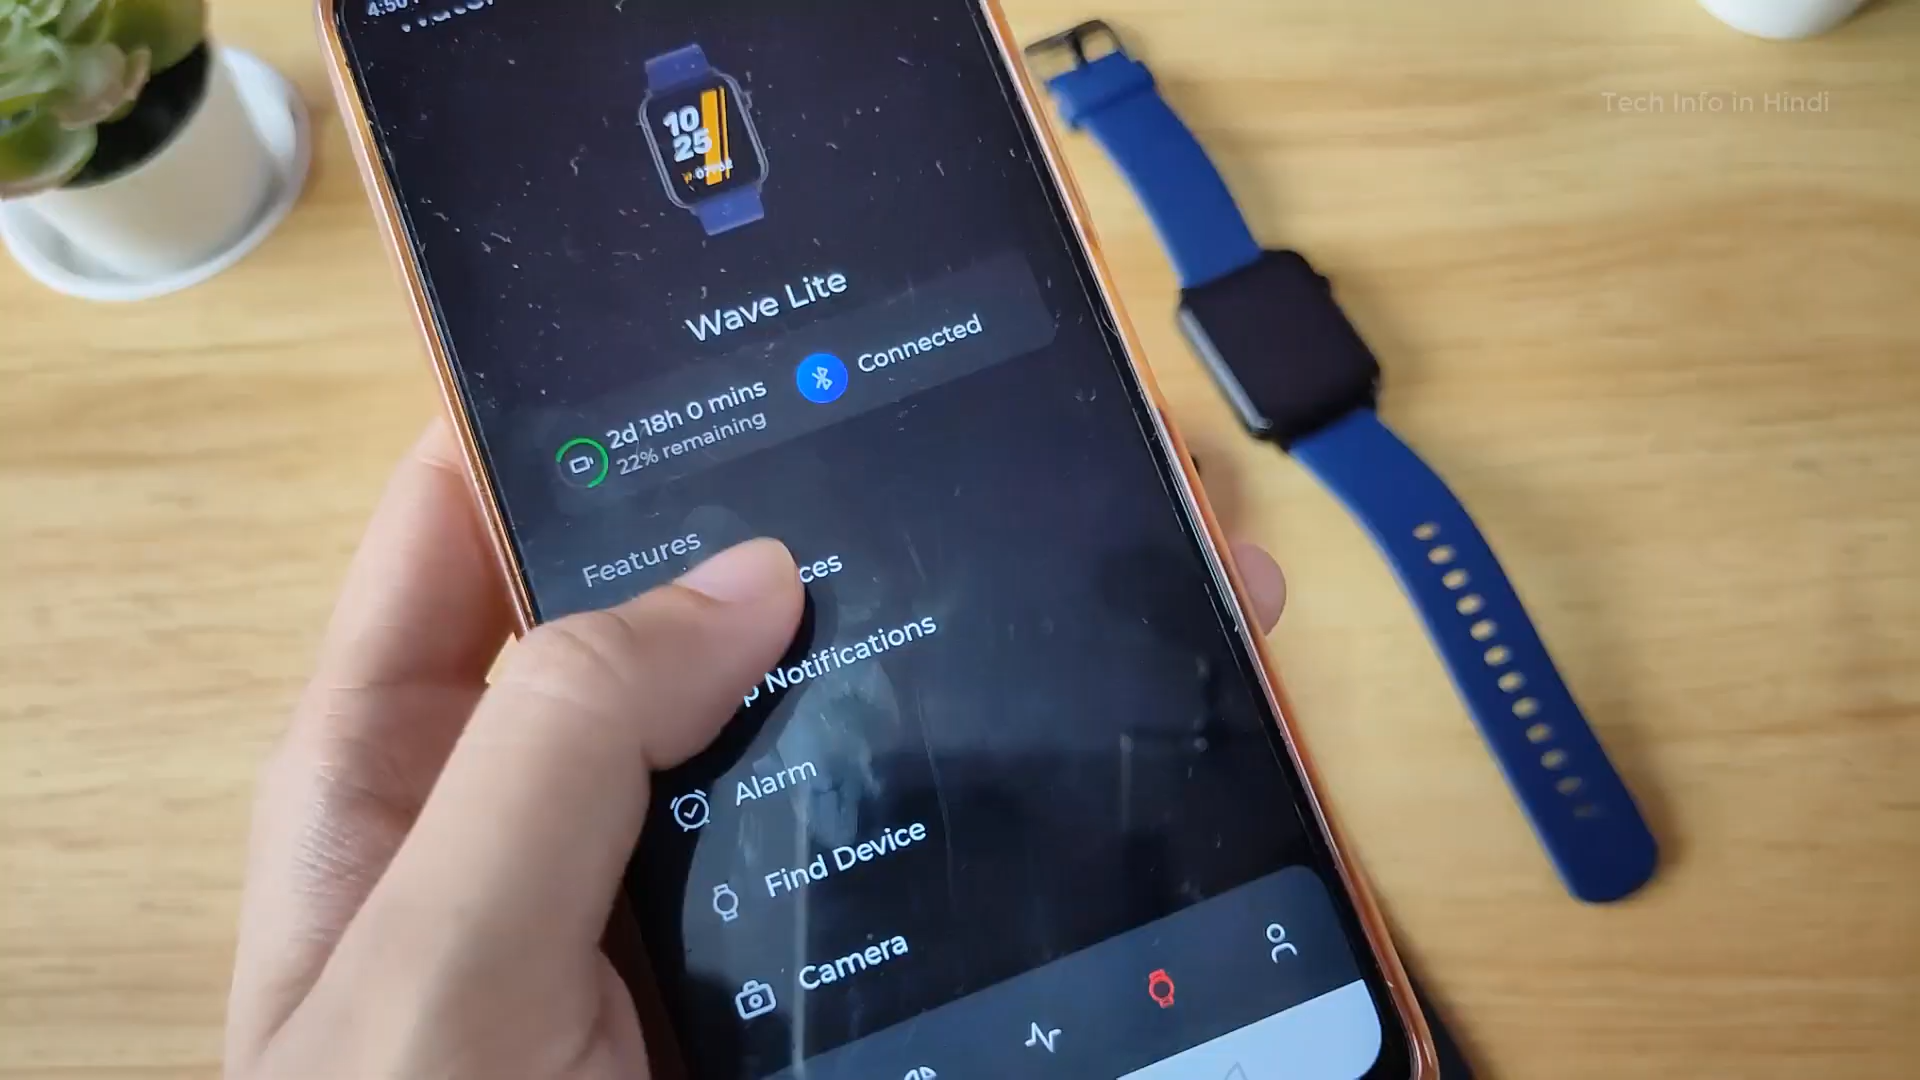 4:50
Tech Info in Hindi
10
25
Wave Lite
2d 18h 0 mins
22% remaining
Connected
Features
ces
p Notifications
Alarm
Find Device
Camera